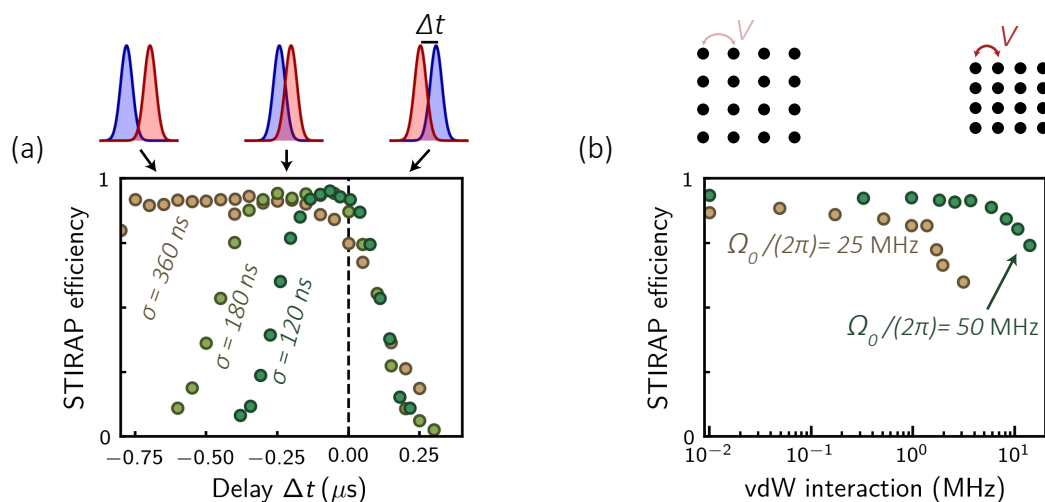 Δt
(a)
1
STIRAP efficiency
0
σ = 360 ns
σ = 180 ns
σ = 120 ns
−0.75
−0.50
−0.25
0.00
0.25
Delay Δt (μs)
V
V
(b)
1
STIRAP efficiency
0
Ω₀/(2π)= 25 MHz
Ω₀/(2π)= 50 MHz
10⁻²
10⁻¹
10⁰
10¹
vdW interaction (MHz)